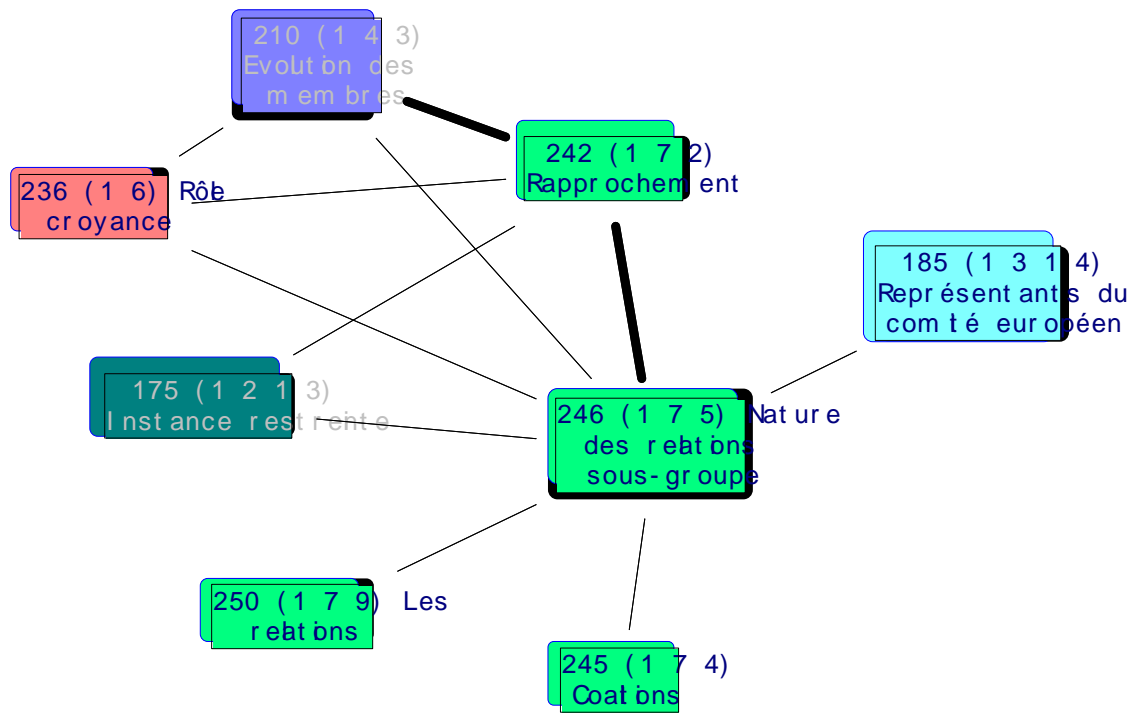 210 (1 4 3)
Evolution des
membres
242 (1 7 2)
Rapprochement
236 (1 6) Rôle
croyance
185 (1 3 1 4)
Représentants du
comité européen
175 (1 2 1 3)
Instance restreinte
246 (1 7 5) Nature
des relations
sous-groupe
250 (1 7 9) Les
relations
245 (1 7 4)
Coations